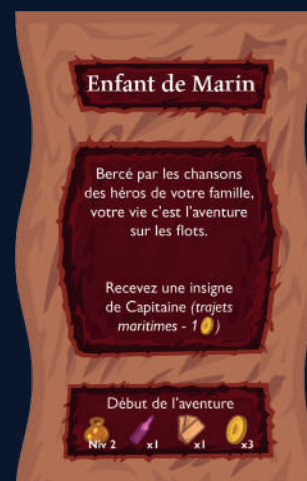 Enfant de Marin
Bercé par les chansons
des héros de votre famille,
votre vie c'est l'aventure
sur les flots.
Recevez une insigne
de Capitaine (trajets
maritimes - 1 )
Début de l'aventure
Niv 2 x1 x1 x3